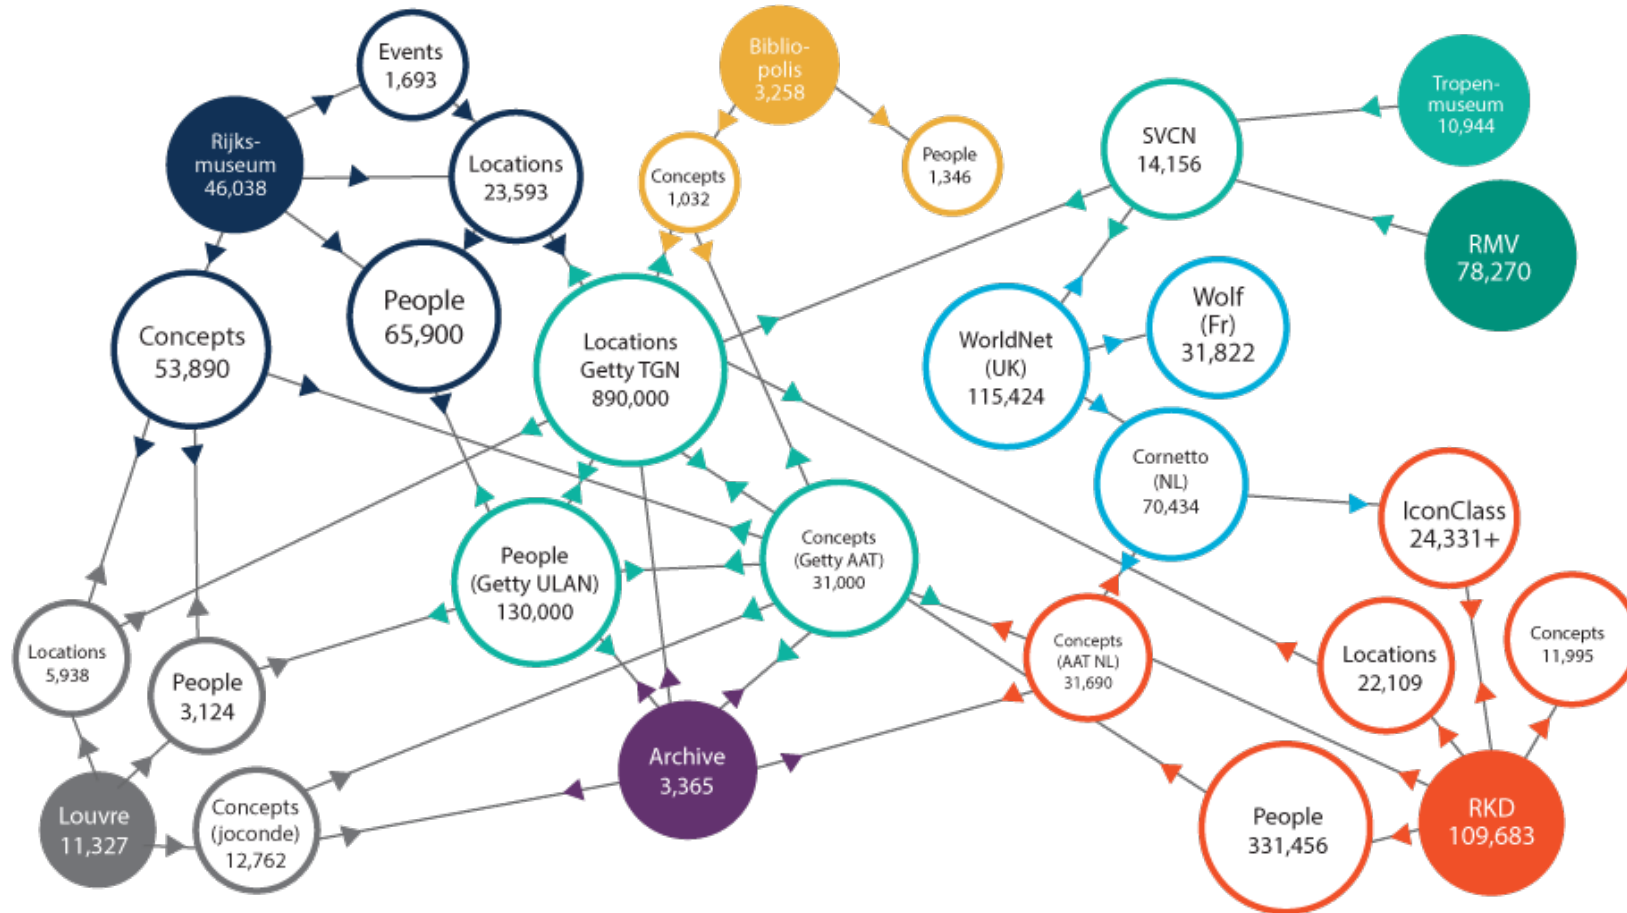 Events
1,693
Biblio-
polis
3,258
Tropen-
museum
10,944
Rijks-
museum
46,038
Locations
23,593
Concepts
1,032
People
1,346
SVCN
14,156
RMV
78,270
Concepts
53,890
People
65,900
Locations
Getty TGN
890,000
WorldNet
(UK)
115,424
Wolf
(Fr)
31,822
Cornetto
(NL)
70,434
IconClass
24,331+
People
(Getty ULAN)
130,000
Concepts
(Getty AAT)
31,000
Locations
5,938
People
3,124
Concepts
(AAT NL)
31,690
Locations
22,109
Concepts
11,995
Louvre
11,327
Concepts
(joconde)
12,762
Archive
3,365
People
331,456
RKD
109,683